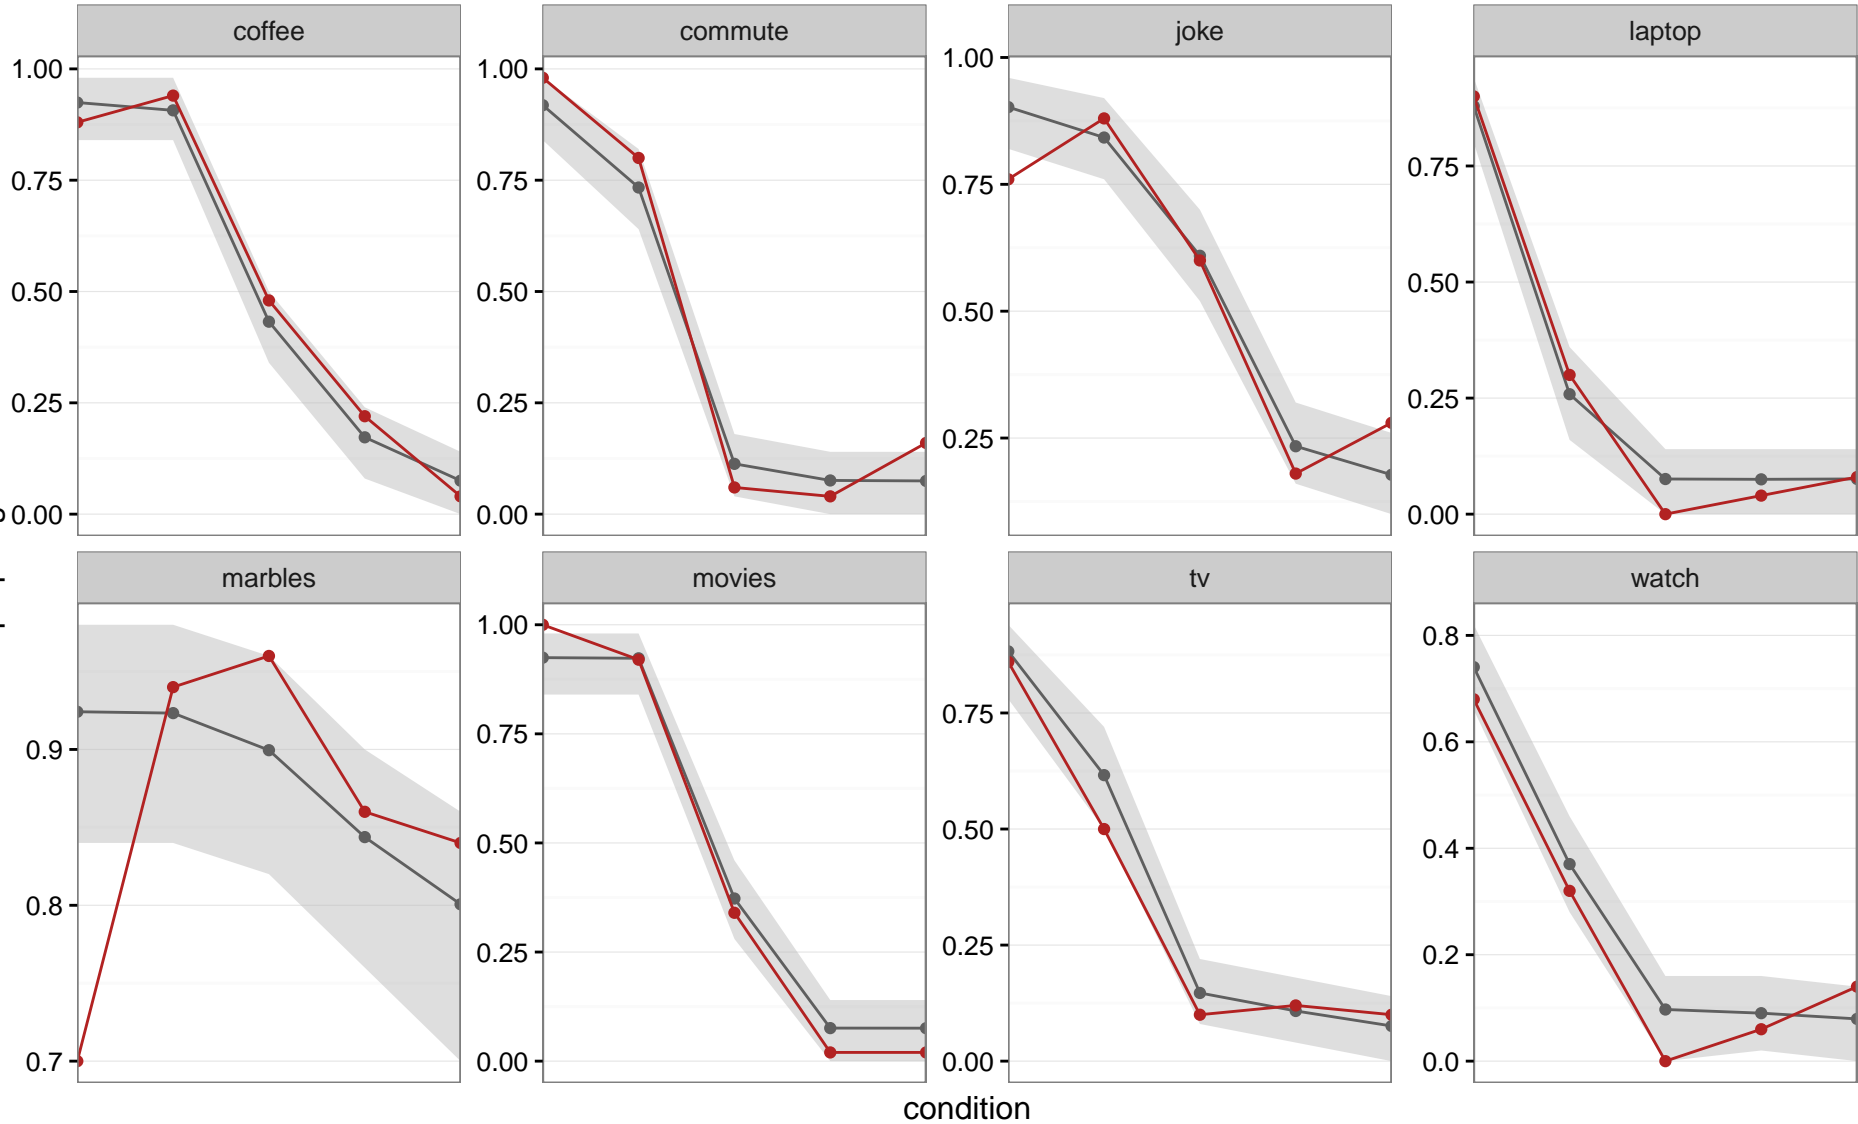 coffee commute joke laptop
1.00 1.00 1.00
0.75 0.75 0.75 0.75
0.50 0.50 0.50 0.50
0.25 0.25 0.25 0.25
0.00 0.00 0.00
marbles movies tv watch
1.00 0.8
0.9 0.75 0.75 0.6
0.50 0.50 0.4
0.8 0.25 0.25 0.2
0.7 0.00 0.00 0.0
condition